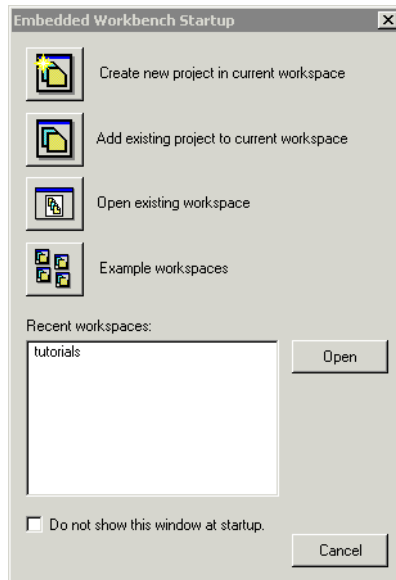 Embedded Workbench Startup
Create new project in current workspace
Add existing project to current workspace
Open existing workspace
Example workspaces
Recent workspaces:
tutorials
Open
Do not show this window at startup.
Cancel